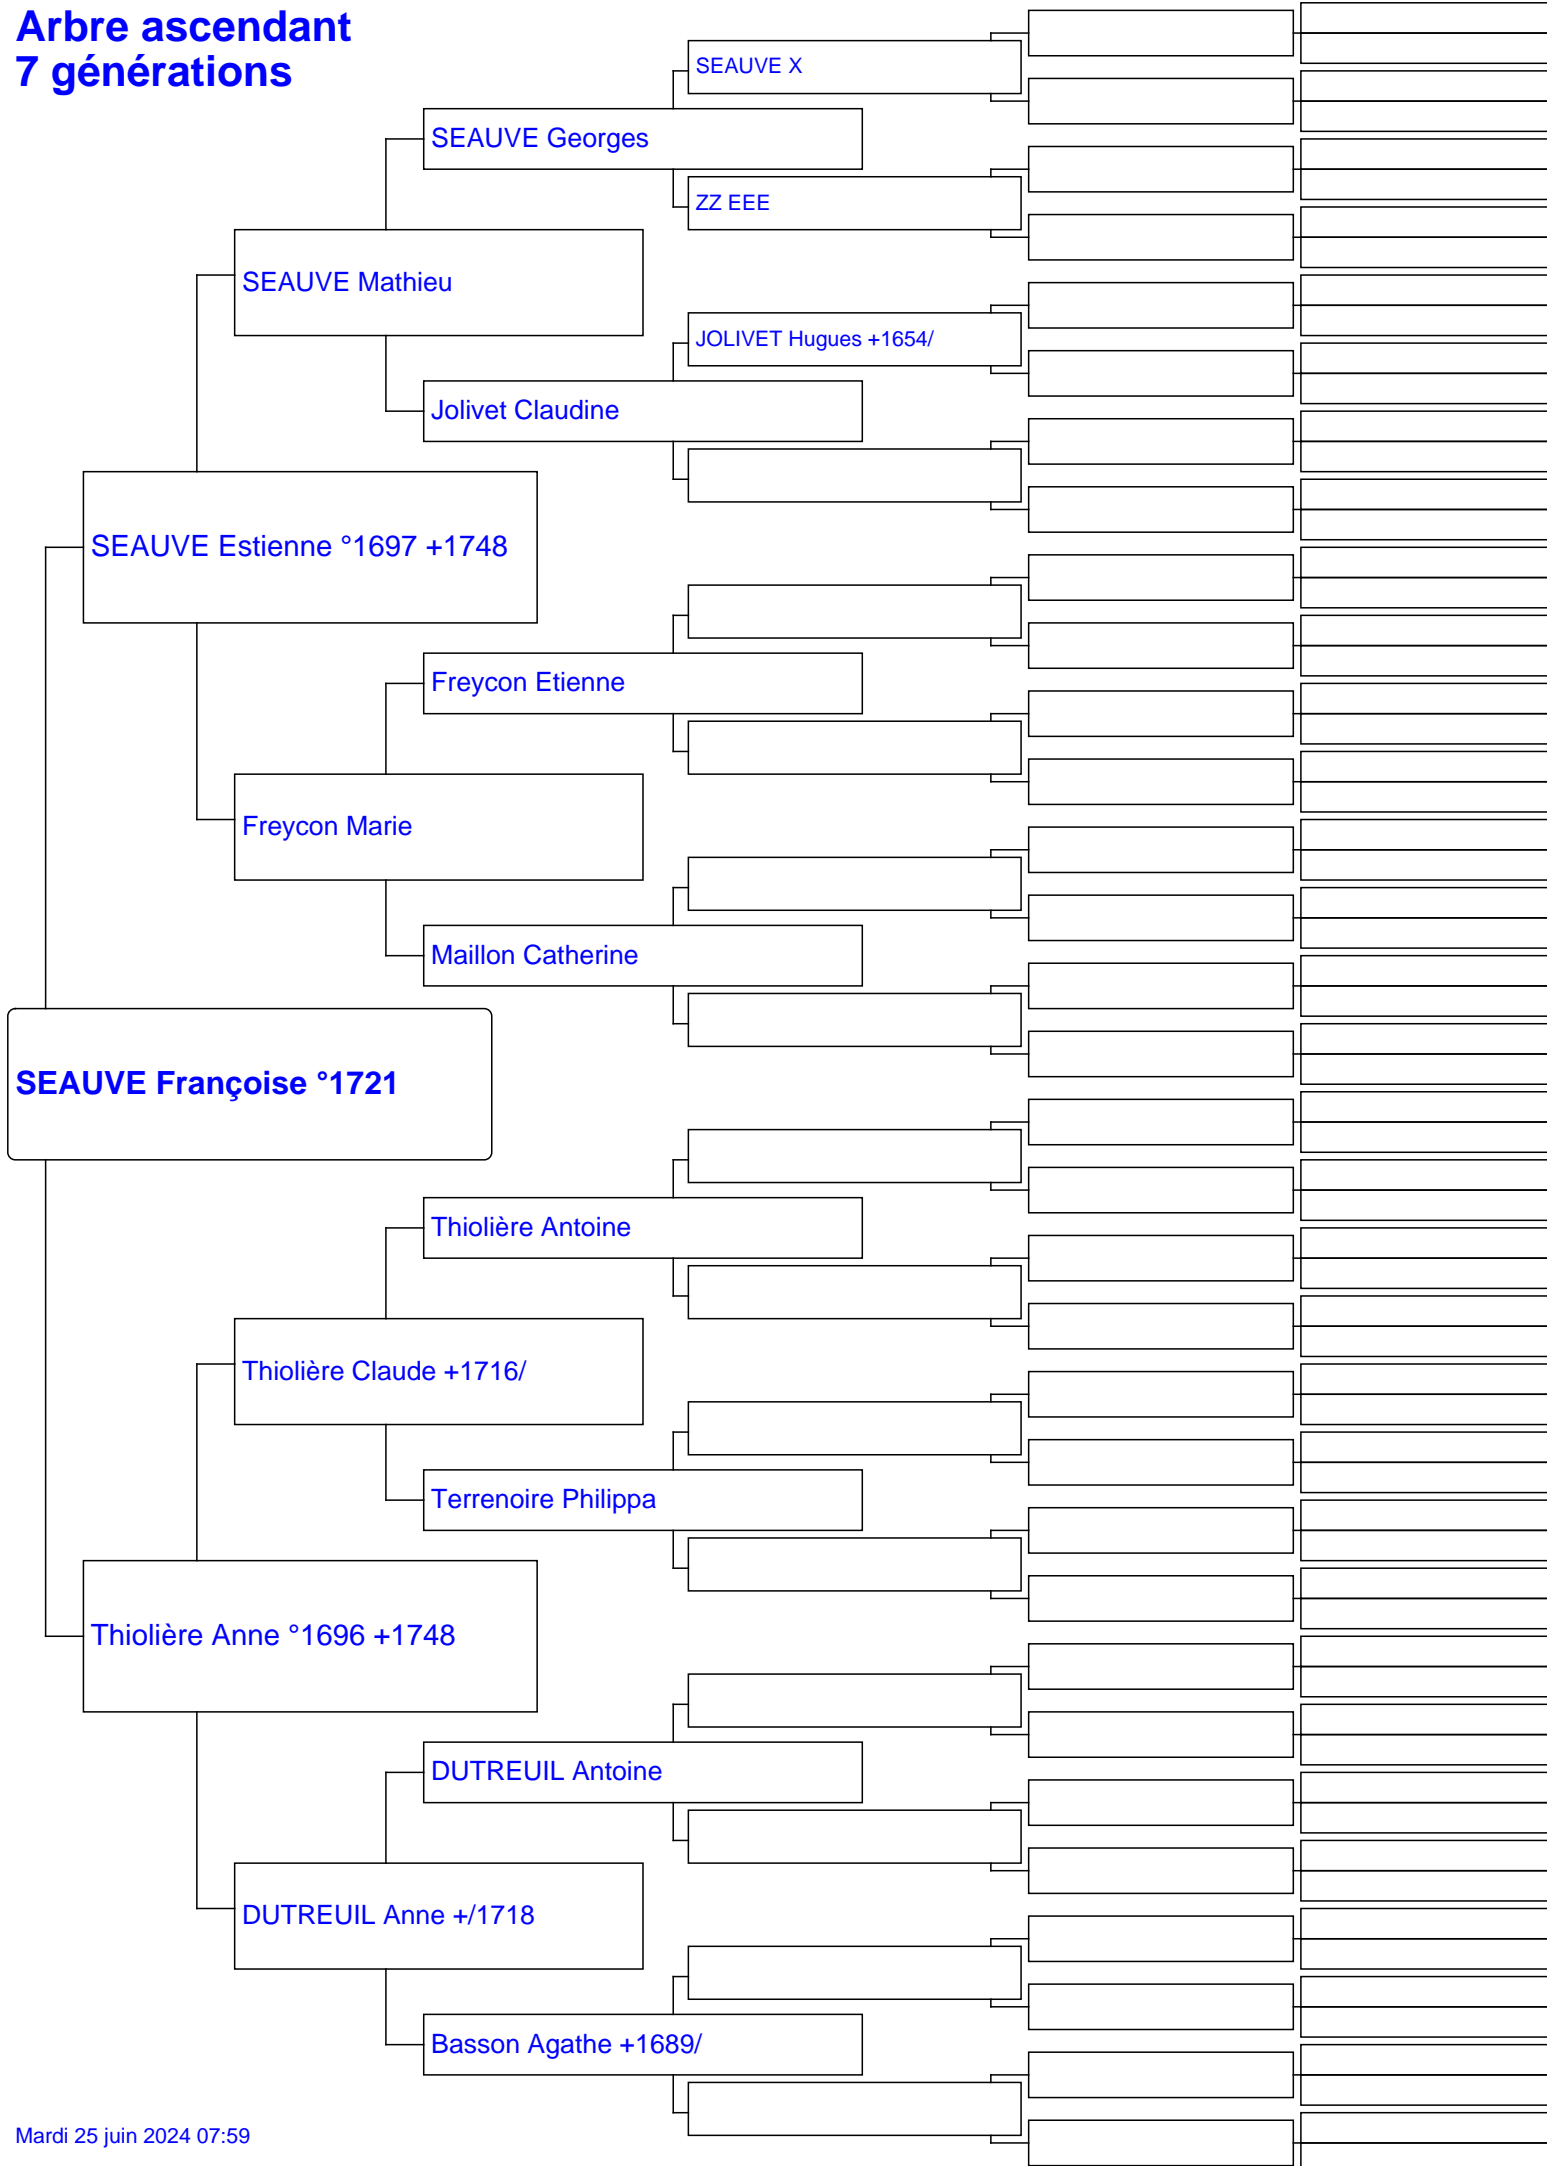 Arbre ascendant
7 générations
SEAUVE X
SEAUVE Georges
ZZ EEE
SEAUVE Mathieu
JOLIVET Hugues +1654/
Jolivet Claudine
SEAUVE Estienne °1697 +1748
Freycon Etienne
Freycon Marie
Maillon Catherine
SEAUVE Françoise °1721
Thiolière Antoine
Thiolière Claude +1716/
Terrenoire Philippa
Thiolière Anne °1696 +1748
DUTREUIL Antoine
DUTREUIL Anne +/1718
Basson Agathe +1689/
Mardi 25 juin 2024 07:59